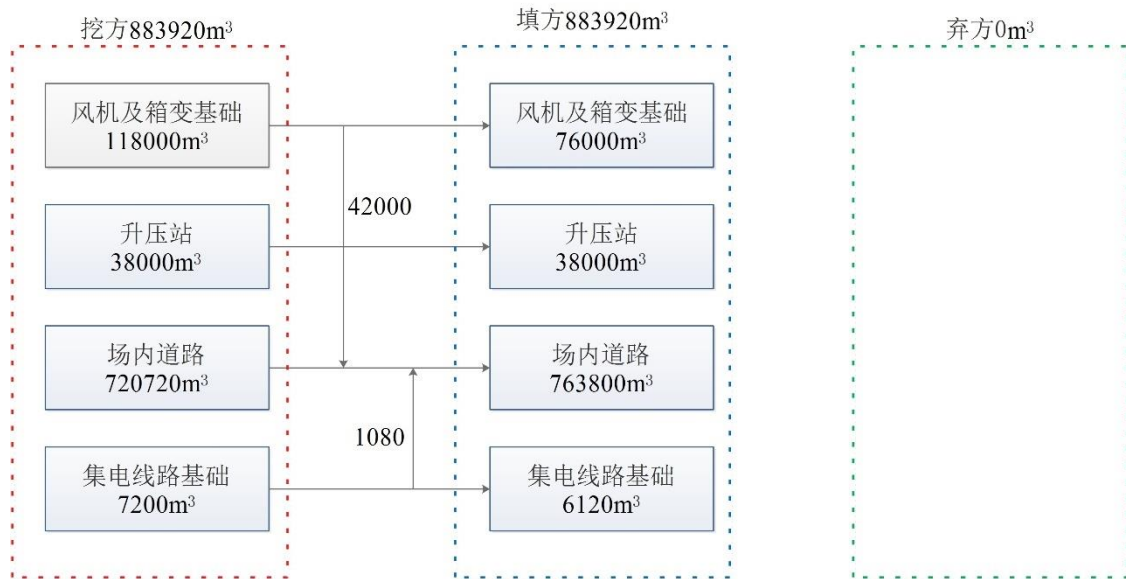 挖方883920m³
填方883920m³
弃方0m³
风机及箱变基础
118000m³
风机及箱变基础
76000m³
42000
升压站
38000m³
升压站
38000m³
场内道路
720720m³
场内道路
763800m³
1080
集电线路基础
7200m³
集电线路基础
6120m³